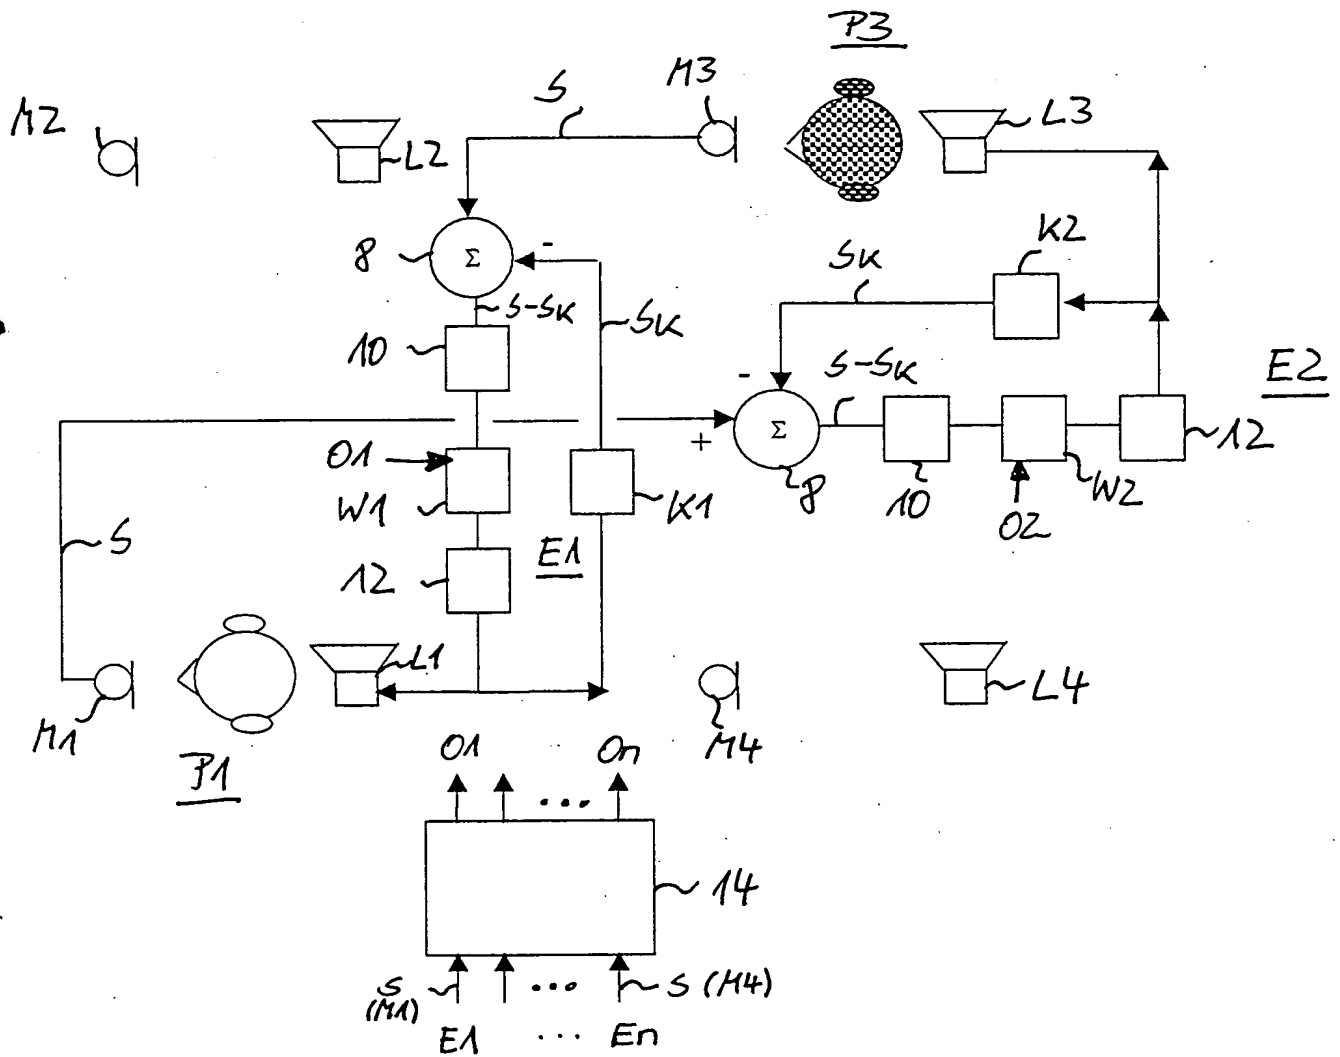 P3
M2
S
M3
L3
L2
K2
8
Σ
-
SK
S-SK
SK
10
E2
-
S-SK
O1
+
Σ
12
W1
8
10
O2
W2
K1
S
12
E1
L1
M1
P1
L4
M4
O1 ... On
14
S (M1) ... S (M4)
E1 ... En